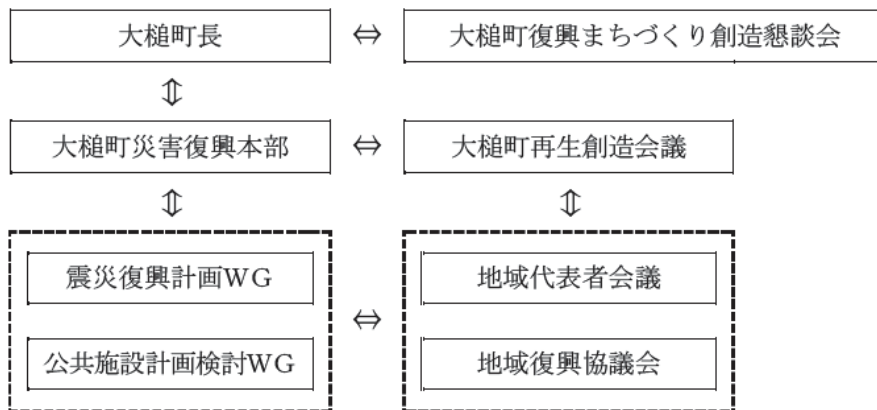 大槌町長 ⇔ 大槌町復興まちづくり創造懇談会
⇕
大槌町災害復興本部 ⇔ 大槌町再生創造会議
⇕ ⇕
震災復興計画WG 地域代表者会議
⇔
公共施設計画検討WG 地域復興協議会